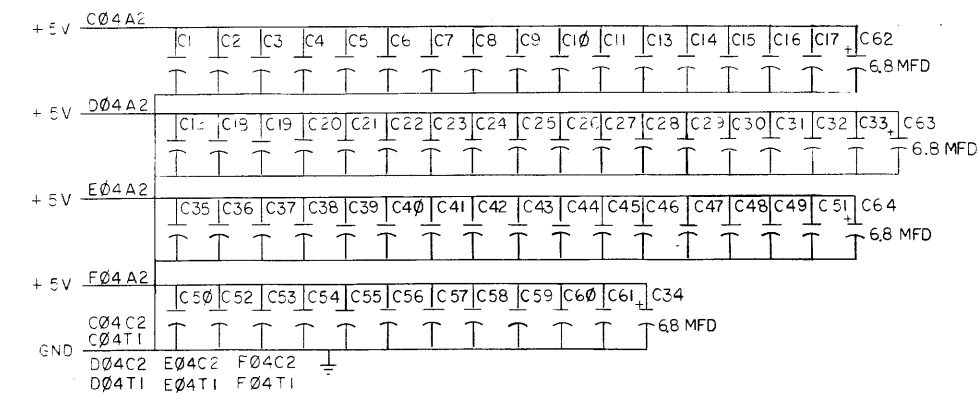 +5V CØ4A2
C1 C2 C3 C4 C5 C6 C7 C8 C9 C1Ø C11 C13 C14 C15 C16 C17 + C62
6.8 MFD
+5V DØ4A2
C18 C19 C20 C21 C22 C23 C24 C25 C26 C27 C28 C29 C30 C31 C32 C33 + C63
6.8 MFD
+5V EØ4A2
C35 C36 C37 C38 C39 C4Ø C41 C42 C43 C44 C45 C46 C47 C48 C49 C51 + C64
6.8 MFD
+5V FØ4A2
C5Ø C52 C53 C54 C55 C56 C57 C58 C59 C6Ø C61 + C34
6.8 MFD
CØ4C2
CØ4T1
GND
DØ4C2 EØ4C2 FØ4C2
DØ4T1 EØ4T1 FØ4T1